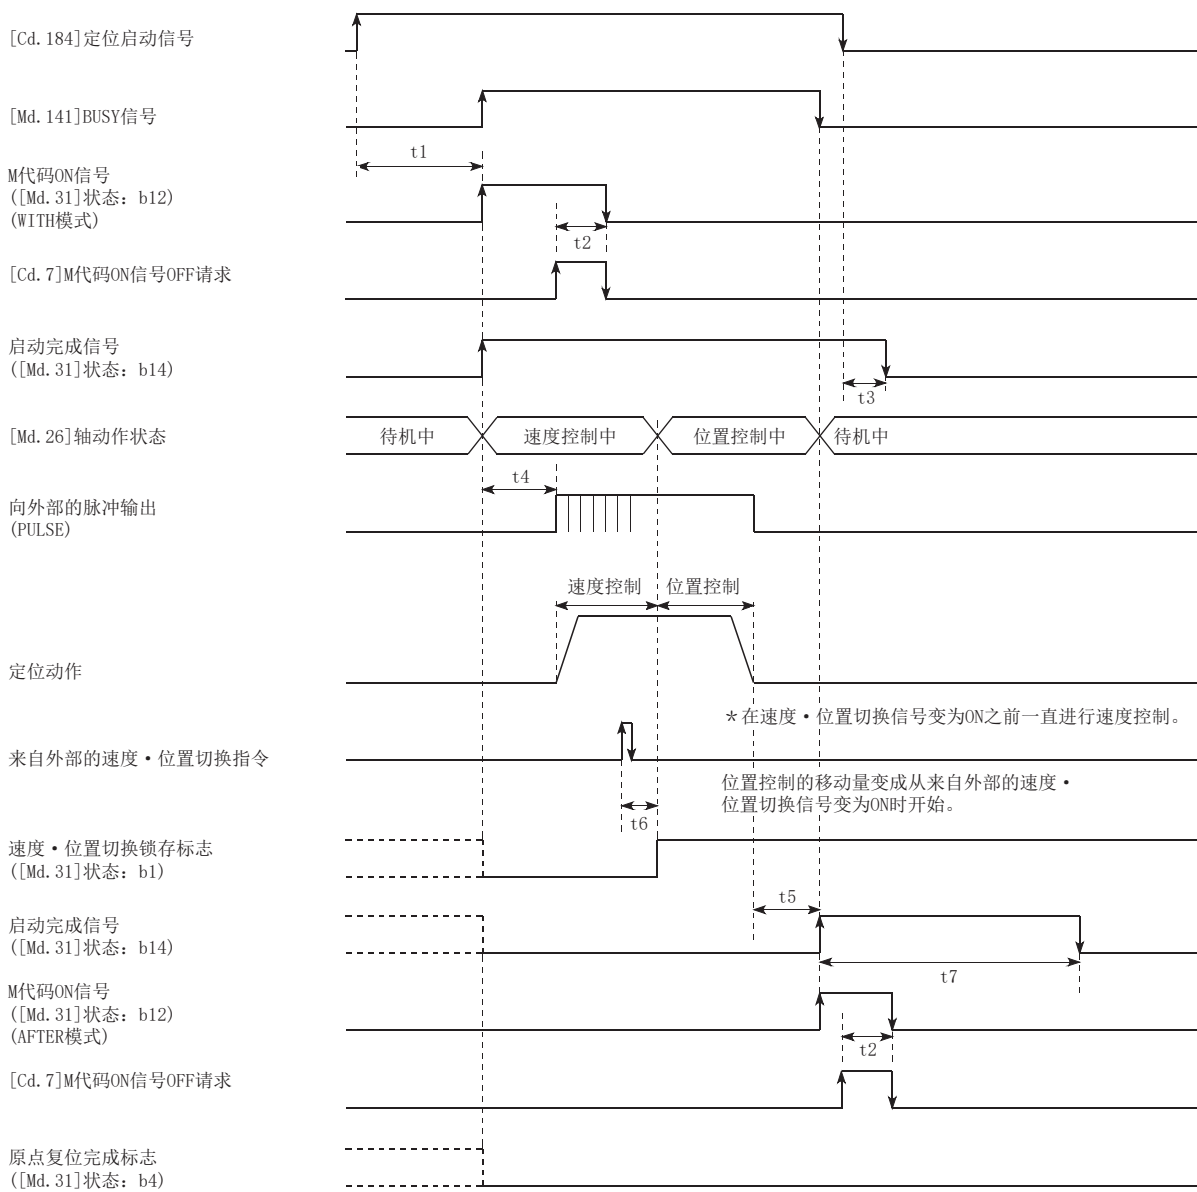 [Cd.184]定位启动信号
[Md.141]BUSY信号
t1
M代码ON信号
([Md.31]状态：b12)
(WITH模式)
t2
[Cd.7]M代码ON信号OFF请求
启动完成信号
([Md.31]状态：b14)
t3
[Md.26]轴动作状态
待机中 速度控制中 位置控制中 待机中
t4
向外部的脉冲输出
(PULSE)
速度控制 位置控制
定位动作
*在速度・位置切换信号变为ON之前一直进行速度控制。
来自外部的速度・位置切换指令
位置控制的移动量变成从来自外部的速度・
位置切换信号变为ON时开始。
t6
速度・位置切换锁存标志
([Md.31]状态：b1)
t5
启动完成信号
([Md.31]状态：b14)
t7
M代码ON信号
([Md.31]状态：b12)
(AFTER模式)
t2
[Cd.7]M代码ON信号OFF请求
原点复位完成标志
([Md.31]状态：b4)